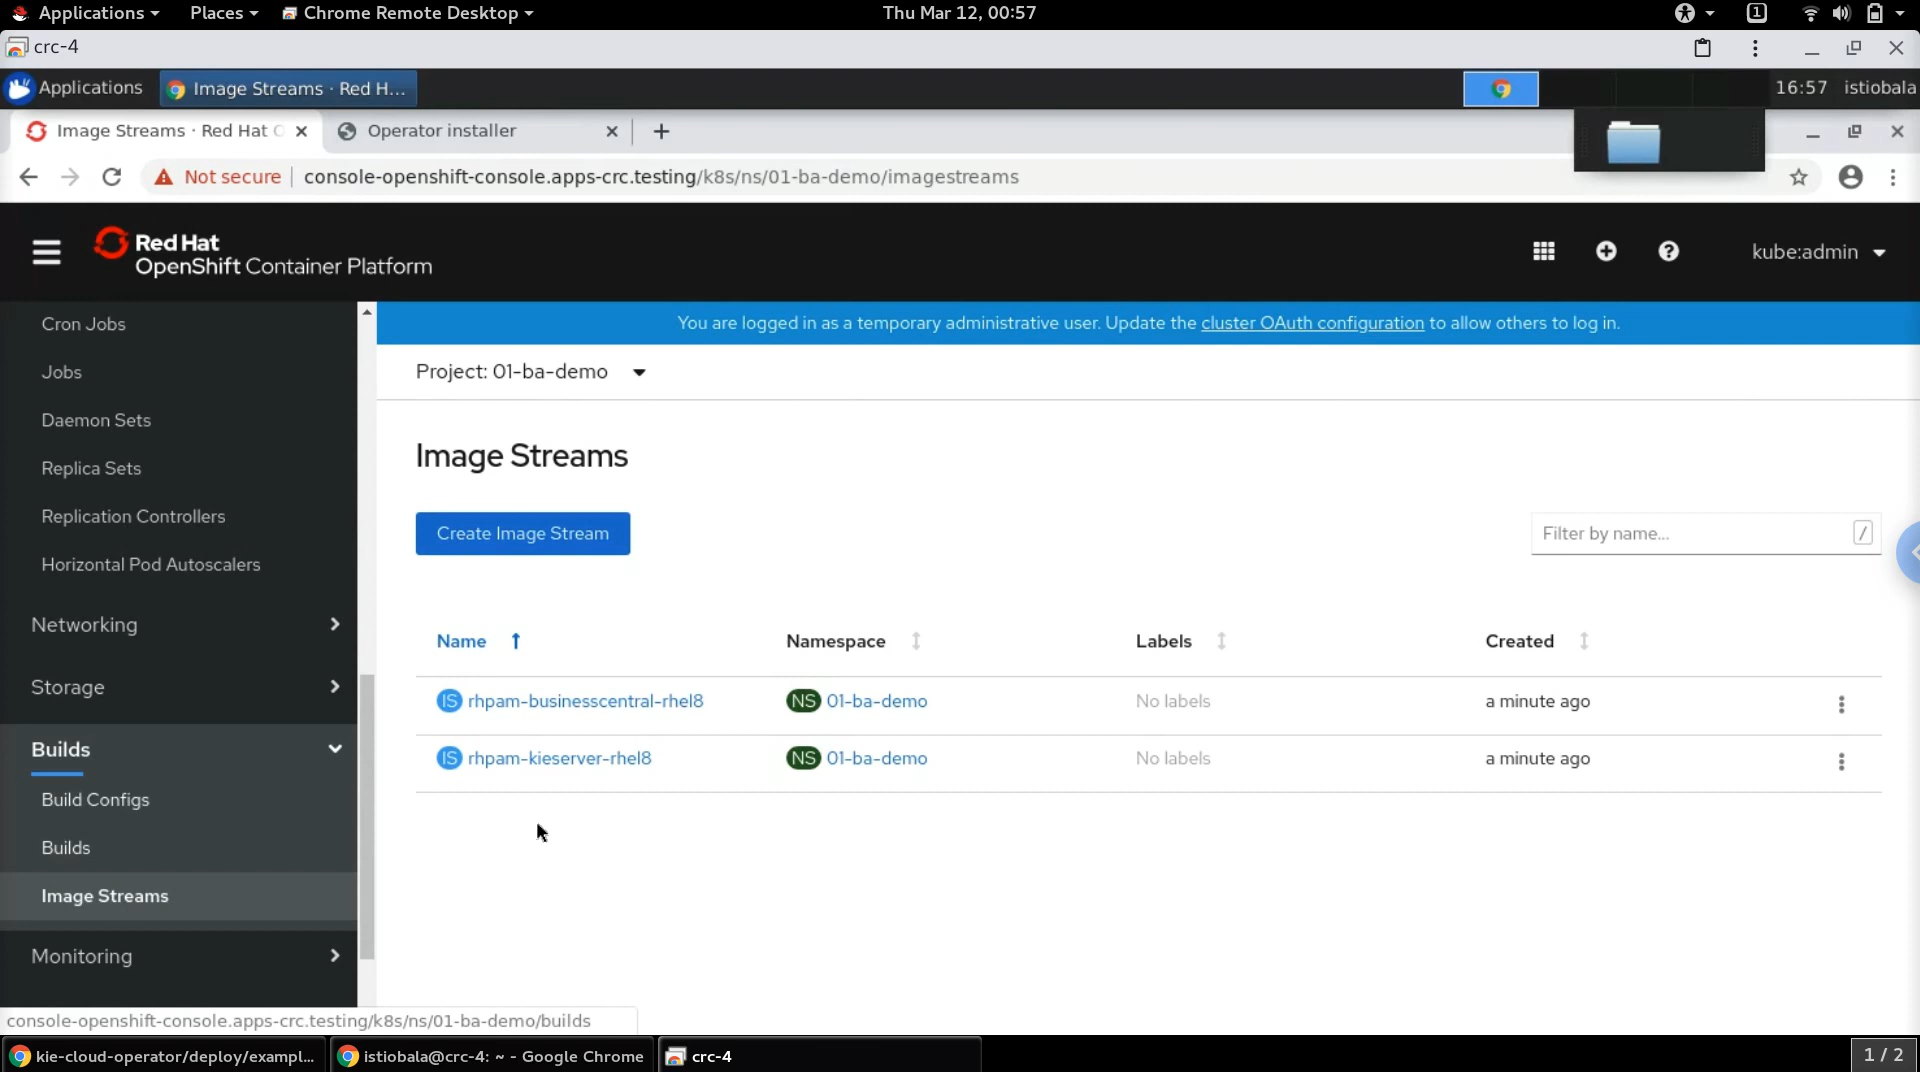 Applications Places Chrome Remote Desktop Thu Mar 12, 00:57 1
crc-4
Applications Image Streams · Red H... 16:57 istiobala
Image Streams · Red Hat O Operator installer
Not secure console-openshift-console.apps-crc.testing/k8s/ns/01-ba-demo/imagestreams
Red Hat
OpenShift Container Platform
kube:admin
You are logged in as a temporary administrative user. Update the cluster OAuth configuration to allow others to log in.
Project: 01-ba-demo
Cron Jobs
Jobs
Daemon Sets
Replica Sets
Replication Controllers
Horizontal Pod Autoscalers
Networking
Storage
Builds
Build Configs
Builds
Image Streams
Monitoring
Image Streams
Create Image Stream
Filter by name... /
Name Namespace Labels Created
IS rhpam-businesscentral-rhel8 NS 01-ba-demo No labels a minute ago
IS rhpam-kieserver-rhel8 NS 01-ba-demo No labels a minute ago
console-openshift-console.apps-crc.testing/k8s/ns/01-ba-demo/builds
kie-cloud-operator/deploy/exampl... istiobala@crc-4: ~ - Google Chrome crc-4 1 / 2